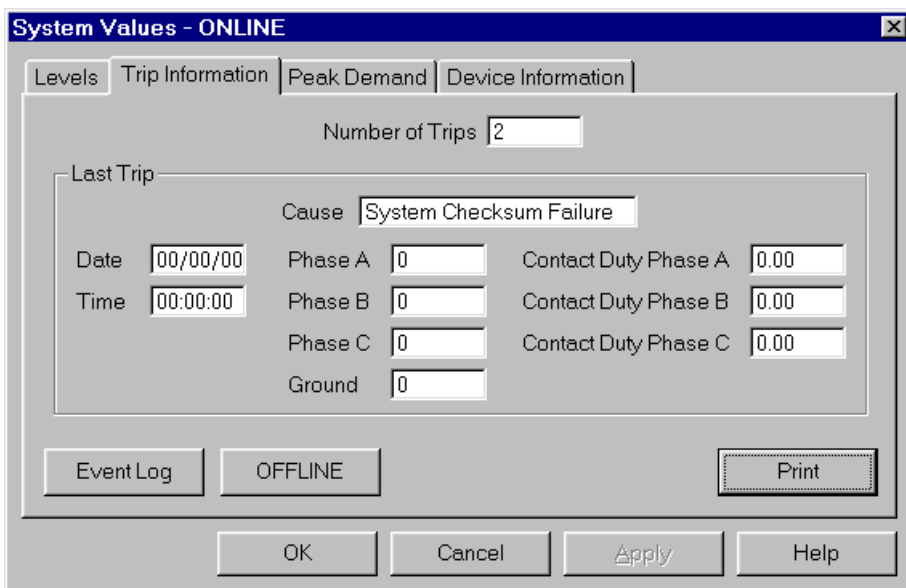 System Values - ONLINE
Levels Trip Information Peak Demand Device Information
Number of Trips 2
Last Trip
Cause System Checksum Failure
Date 00/00/00 Phase A 0 Contact Duty Phase A 0.00
Time 00:00:00 Phase B 0 Contact Duty Phase B 0.00
Phase C 0 Contact Duty Phase C 0.00
Ground 0
Event Log OFFLINE Print
OK Cancel Apply Help